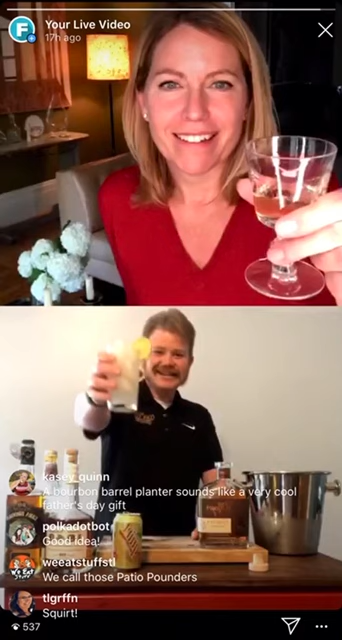 Your Live Video
17h ago
kasey_quinn
A bourbon barrel planter sounds like a very cool
father's day gift
polkadotbot
Good idea!
weeatstuffstl
We call those Patio Pounders
tlgrffn
Squirt!
537